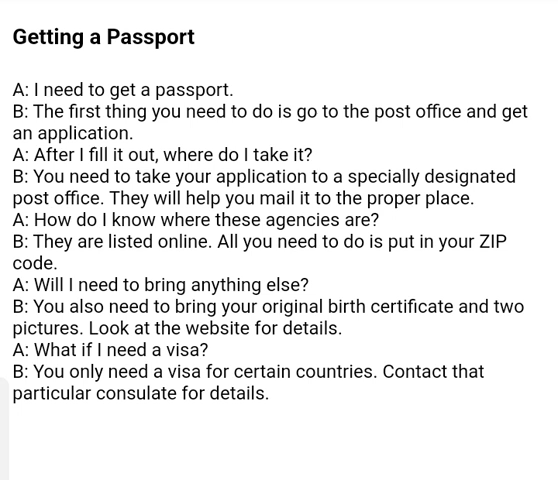 Getting a Passport
A: I need to get a passport.
B: The first thing you need to do is go to the post office and get
an application.
A: After I fill it out, where do I take it?
B: You need to take your application to a specially designated
post office. They will help you mail it to the proper place.
A: How do I know where these agencies are?
B: They are listed online. All you need to do is put in your ZIP
code.
A: Will I need to bring anything else?
B: You also need to bring your original birth certificate and two
pictures. Look at the website for details.
A: What if I need a visa?
B: You only need a visa for certain countries. Contact that
particular consulate for details.